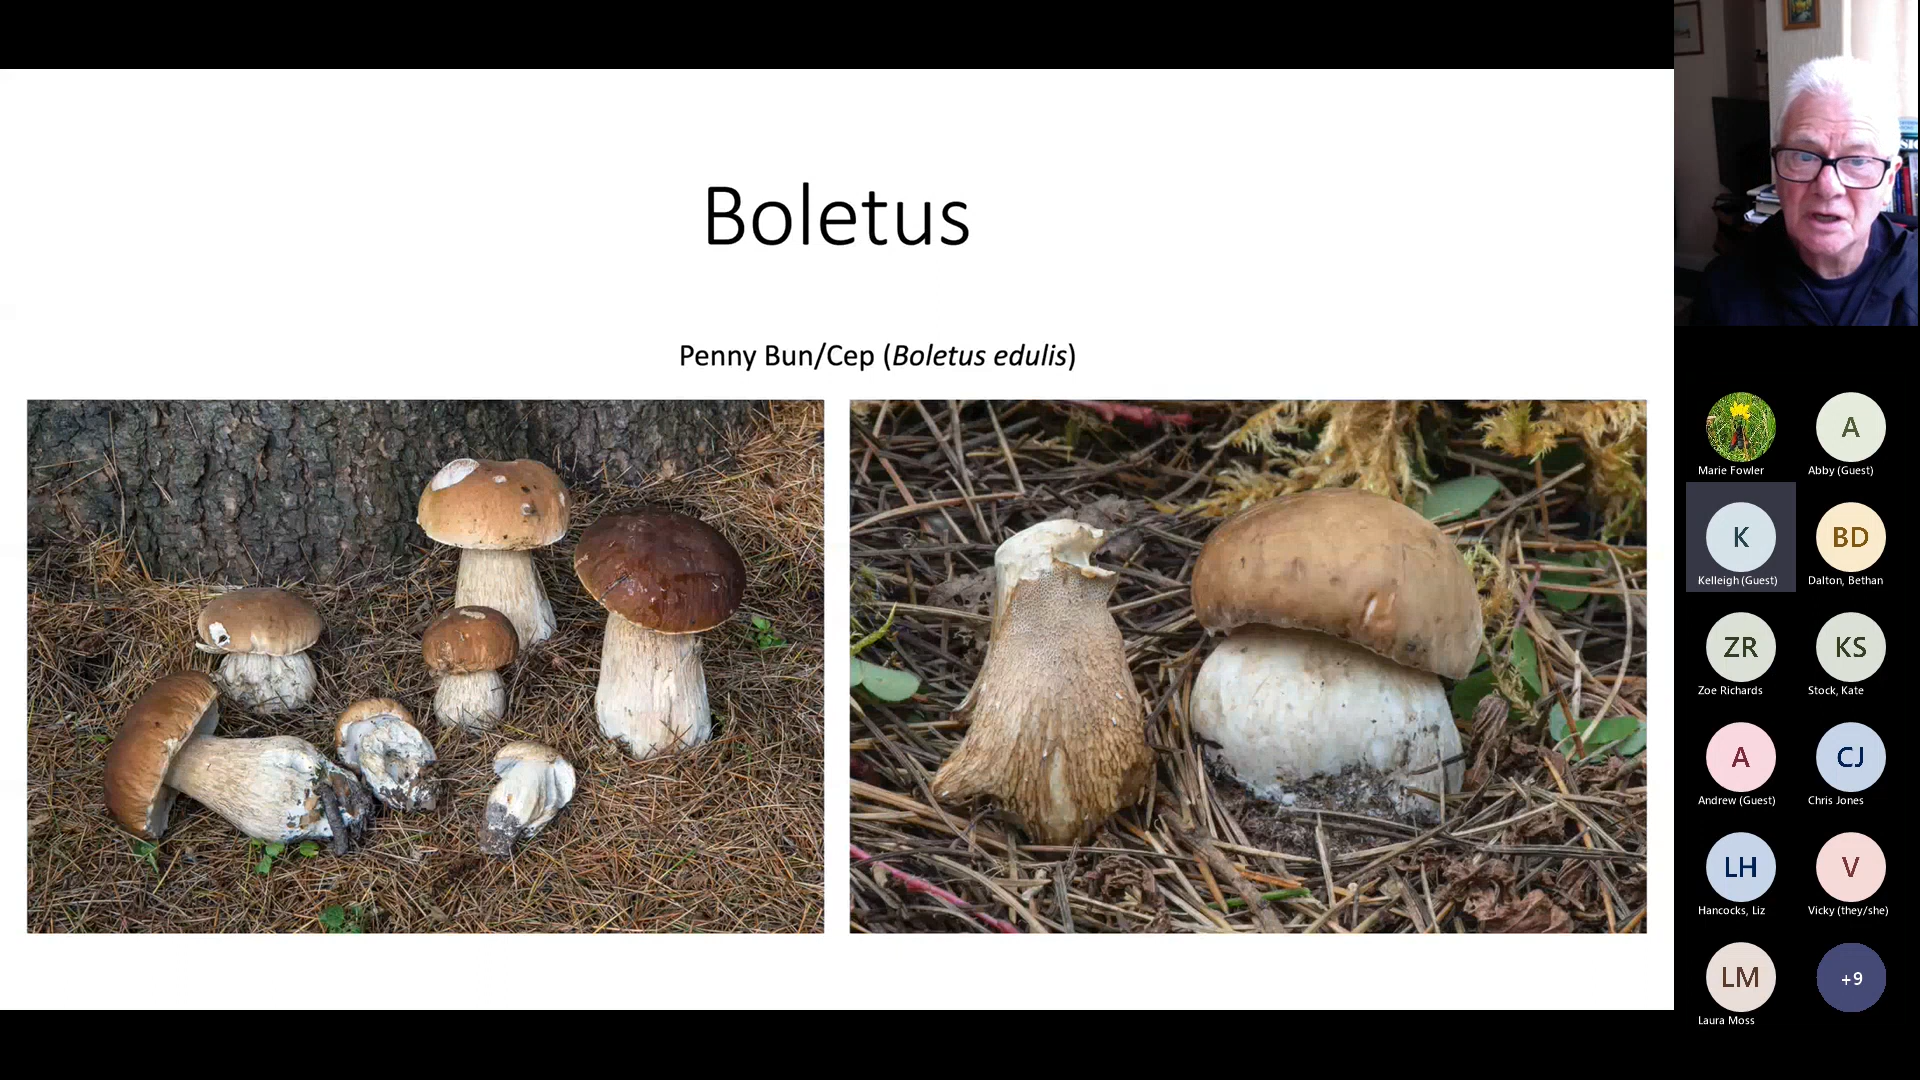 Boletus
Penny Bun/Cep (Boletus edulis)
Marie Fowler
A
Abby (Guest)
K
Kelleigh (Guest)
BD
Dalton, Bethan
ZR
Zoe Richards
KS
Stock, Kate
A
Andrew (Guest)
CJ
Chris Jones
LH
Hancocks, Liz
V
Vicky (they/she)
LM
Laura Moss
+9